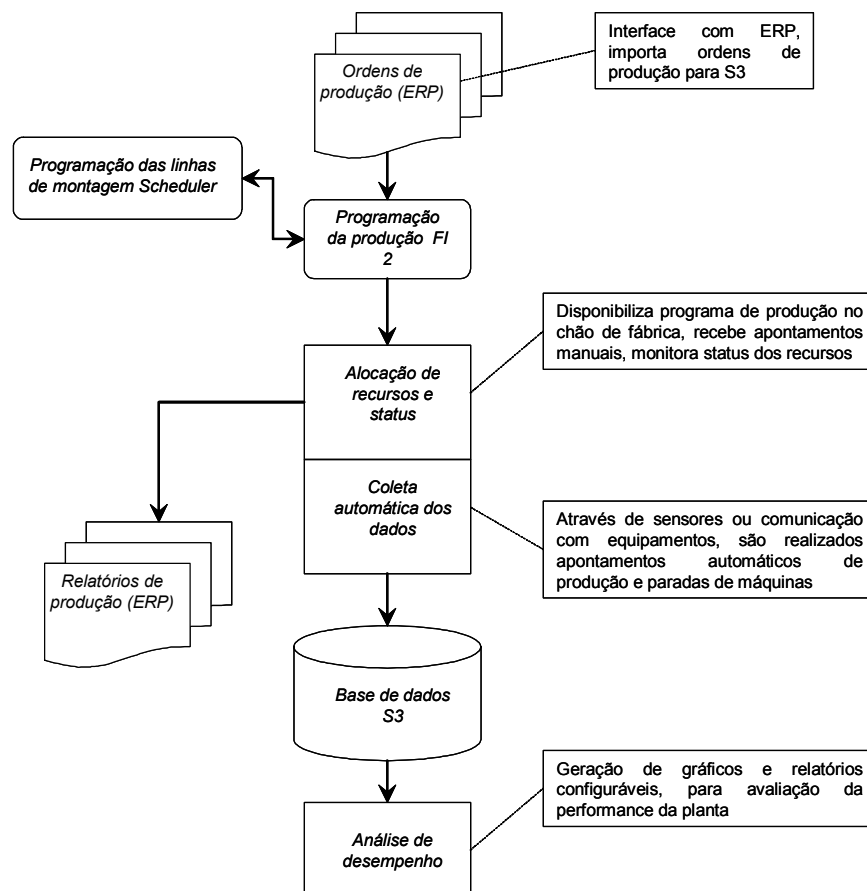 Ordens de
produção (ERP)
Interface com ERP,
importa ordens de
produção para S3
Programação das linhas
de montagem Scheduler
Programação
da produção FI
2
Disponibiliza programa de produção no
chão de fábrica, recebe apontamentos
manuais, monitora status dos recursos
Alocação de
recursos e
status
Coleta
automática dos
dados
Através de sensores ou comunicação
com equipamentos, são realizados
apontamentos automáticos de
produção e paradas de máquinas
Relatórios de
produção (ERP)
Base de dados
S3
Geração de gráficos e relatórios
configuráveis, para avaliação da
performance da planta
Análise de
desempenho